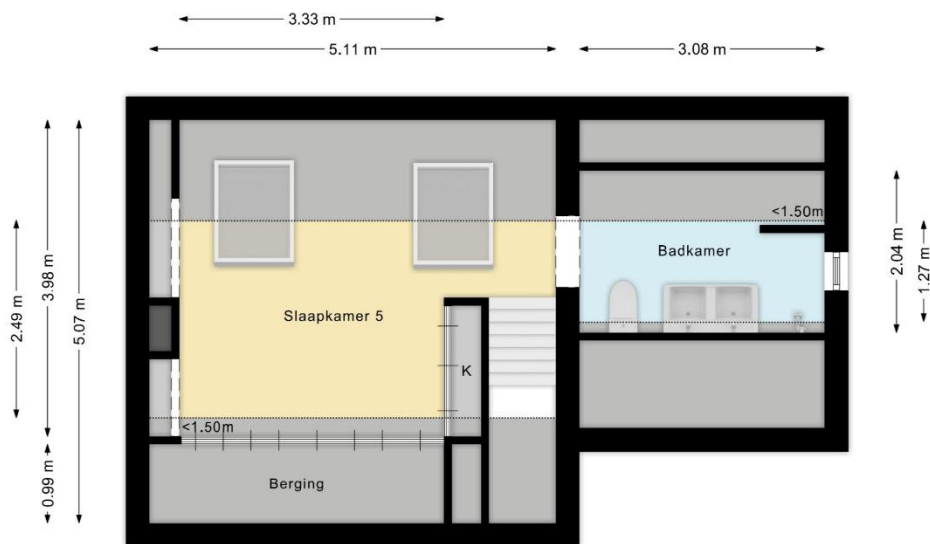 3.33 m
5.11 m
3.08 m
<1.50m
Badkamer
2.04 m
1.27 m
2.49 m
3.98 m
5.07 m
Slaapkamer 5
K
<1.50m
0.99 m
Berging